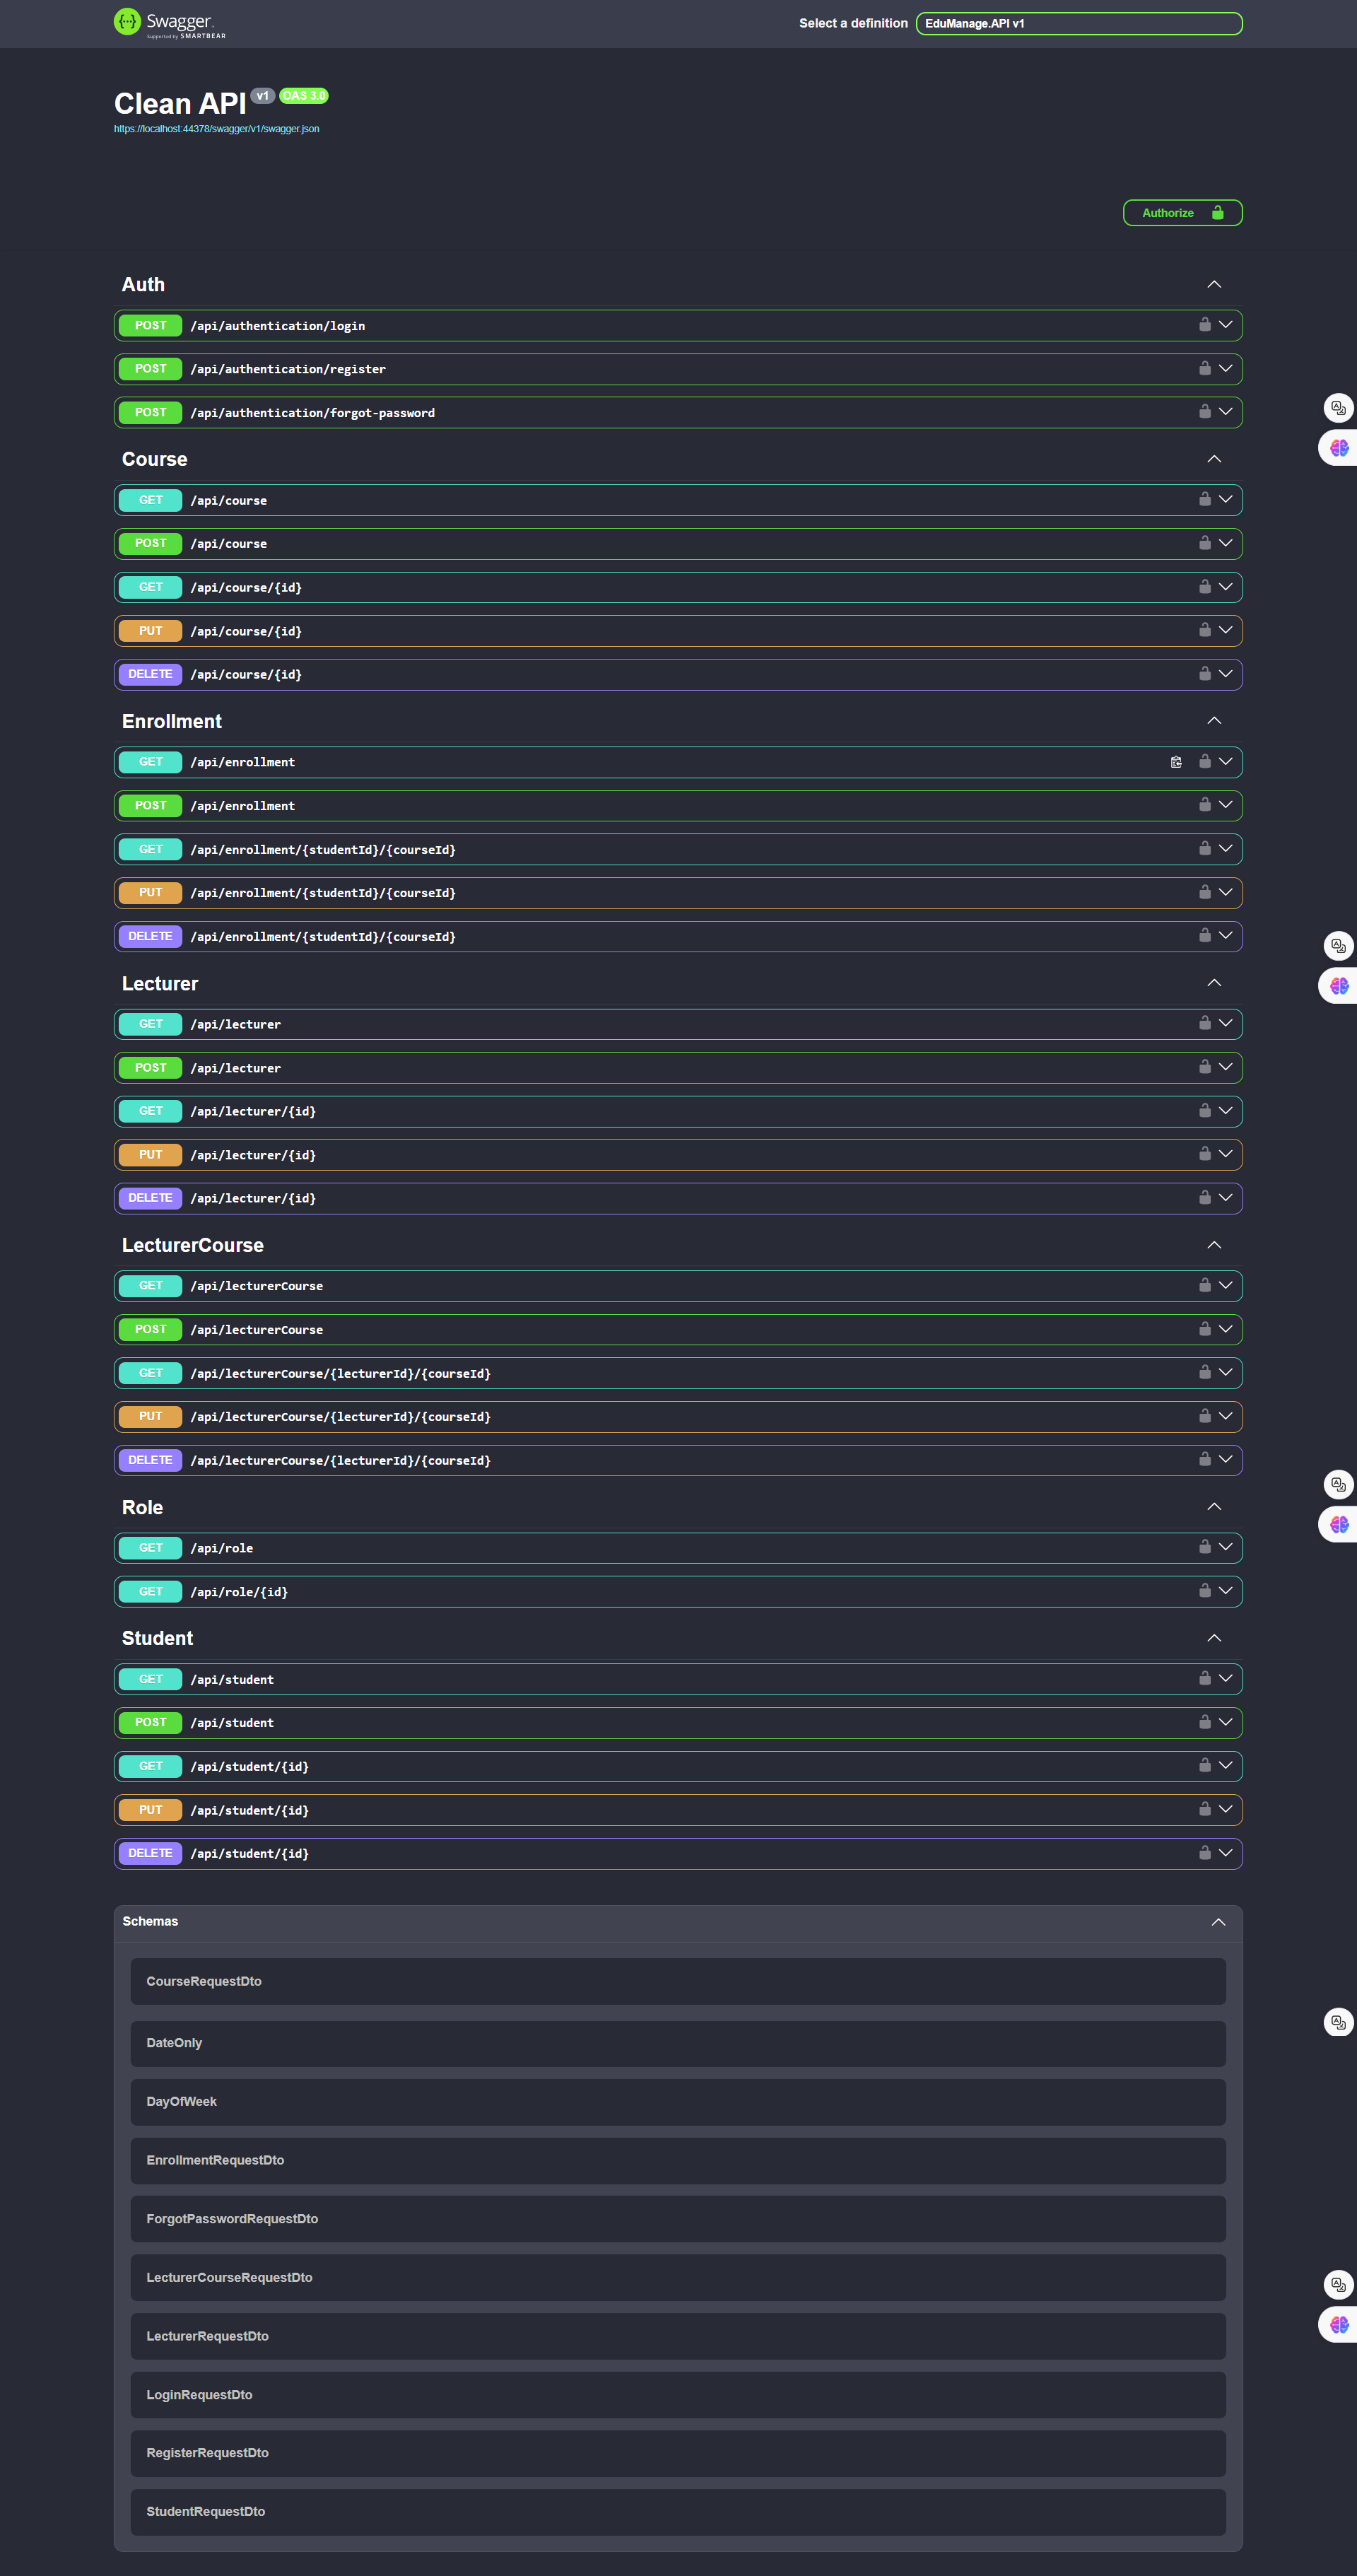 Swagger
Supported by SMARTBEAR
Select a definition
EduManage.API v1
Clean API v1 OAS 3.0
https://localhost:44378/swagger/v1/swagger.json
Authorize
Auth
POST /api/authentication/login
POST /api/authentication/register
POST /api/authentication/forgot-password
Course
GET /api/course
POST /api/course
GET /api/course/{id}
PUT /api/course/{id}
DELETE /api/course/{id}
Enrollment
GET /api/enrollment
POST /api/enrollment
GET /api/enrollment/{studentId}/{courseId}
PUT /api/enrollment/{studentId}/{courseId}
DELETE /api/enrollment/{studentId}/{courseId}
Lecturer
GET /api/lecturer
POST /api/lecturer
GET /api/lecturer/{id}
PUT /api/lecturer/{id}
DELETE /api/lecturer/{id}
LecturerCourse
GET /api/lecturerCourse
POST /api/lecturerCourse
GET /api/lecturerCourse/{lecturerId}/{courseId}
PUT /api/lecturerCourse/{lecturerId}/{courseId}
DELETE /api/lecturerCourse/{lecturerId}/{courseId}
Role
GET /api/role
GET /api/role/{id}
Student
GET /api/student
POST /api/student
GET /api/student/{id}
PUT /api/student/{id}
DELETE /api/student/{id}
Schemas
CourseRequestDto
DateOnly
DayOfWeek
EnrollmentRequestDto
ForgotPasswordRequestDto
LecturerCourseRequestDto
LecturerRequestDto
LoginRequestDto
RegisterRequestDto
StudentRequestDto